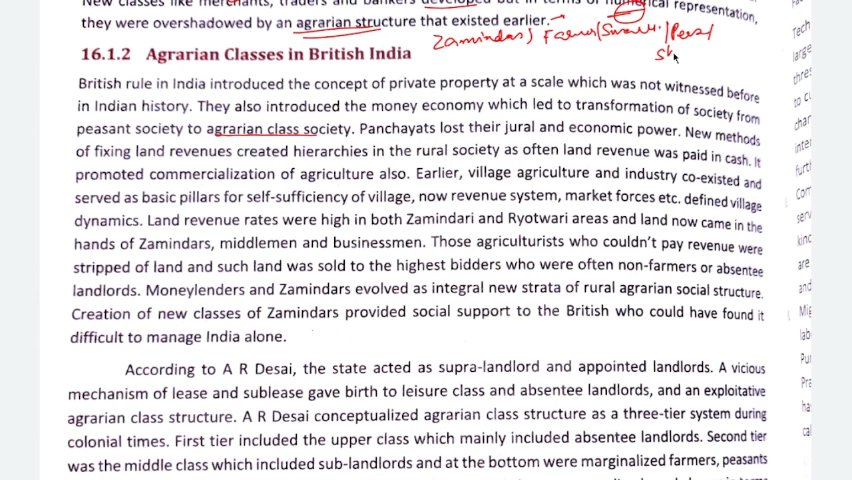 New classes like merchants, traders and bankers developed but in terms of numerical representation,
they were overshadowed by an agrarian structure that existed earlier.
Zamindas) Farmer (Small /Peas
16.1.2 Agrarian Classes in British India
British rule in India introduced the concept of private property at a scale which was not witnessed before
in Indian history. They also introduced the money economy which led to transformation of society from
peasant society to agrarian class society. Panchayats lost their jural and economic power. New methods
of fixing land revenues created hierarchies in the rural society as often land revenue was paid in cash. It
promoted commercialization of agriculture also. Earlier, village agriculture and industry co-existed and
served as basic pillars for self-sufficiency of village, now revenue system, market forces etc. defined village
dynamics. Land revenue rates were high in both Zamindari and Ryotwari areas and land now came in the
hands of Zamindars, middlemen and businessmen. Those agriculturists who couldn't pay revenue were
stripped of land and such land was sold to the highest bidders who were often non-farmers or absentee
landlords. Moneylenders and Zamindars evolved as integral new strata of rural agrarian social structure.
Creation of new classes of Zamindars provided social support to the British who could have found it
difficult to manage India alone.
According to A R Desai, the state acted as supra-landlord and appointed landlords. A vicious
mechanism of lease and sublease gave birth to leisure class and absentee landlords, and an exploitative
agrarian class structure. A R Desai conceptualized agrarian class structure as a three-tier system during
colonial times. First tier included the upper class which mainly included absentee landlords. Second tier
was the middle class which included sub-landlords and at the bottom were marginalized farmers, peasants